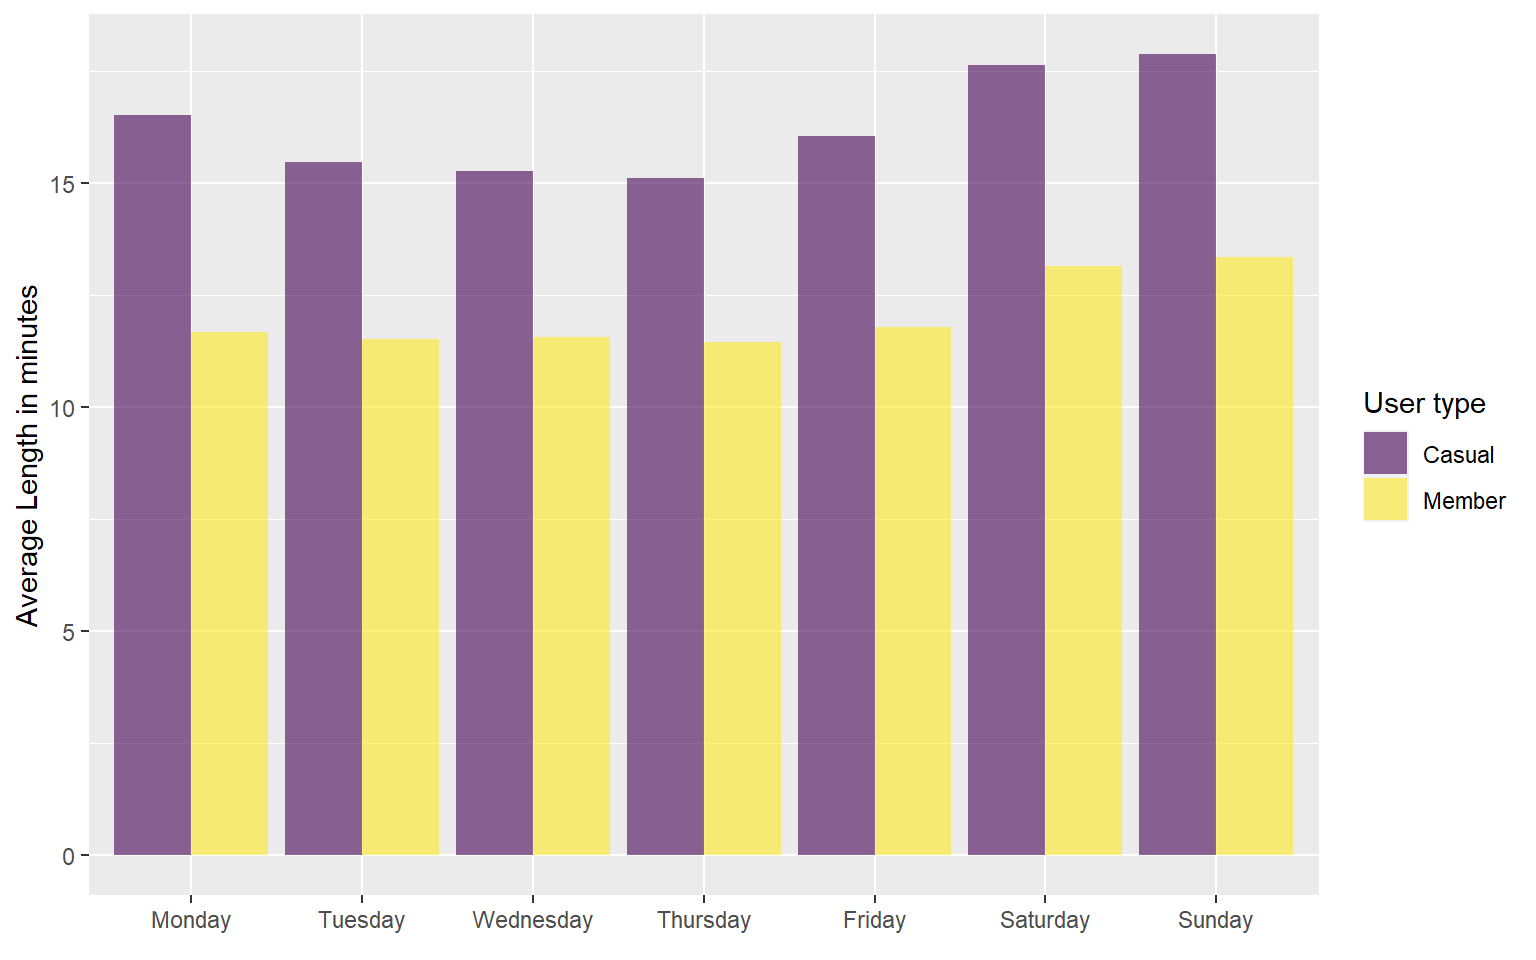 Average Length in minutes
15
10
5
0
Monday Tuesday Wednesday Thursday Friday Saturday Sunday
User type
Casual
Member